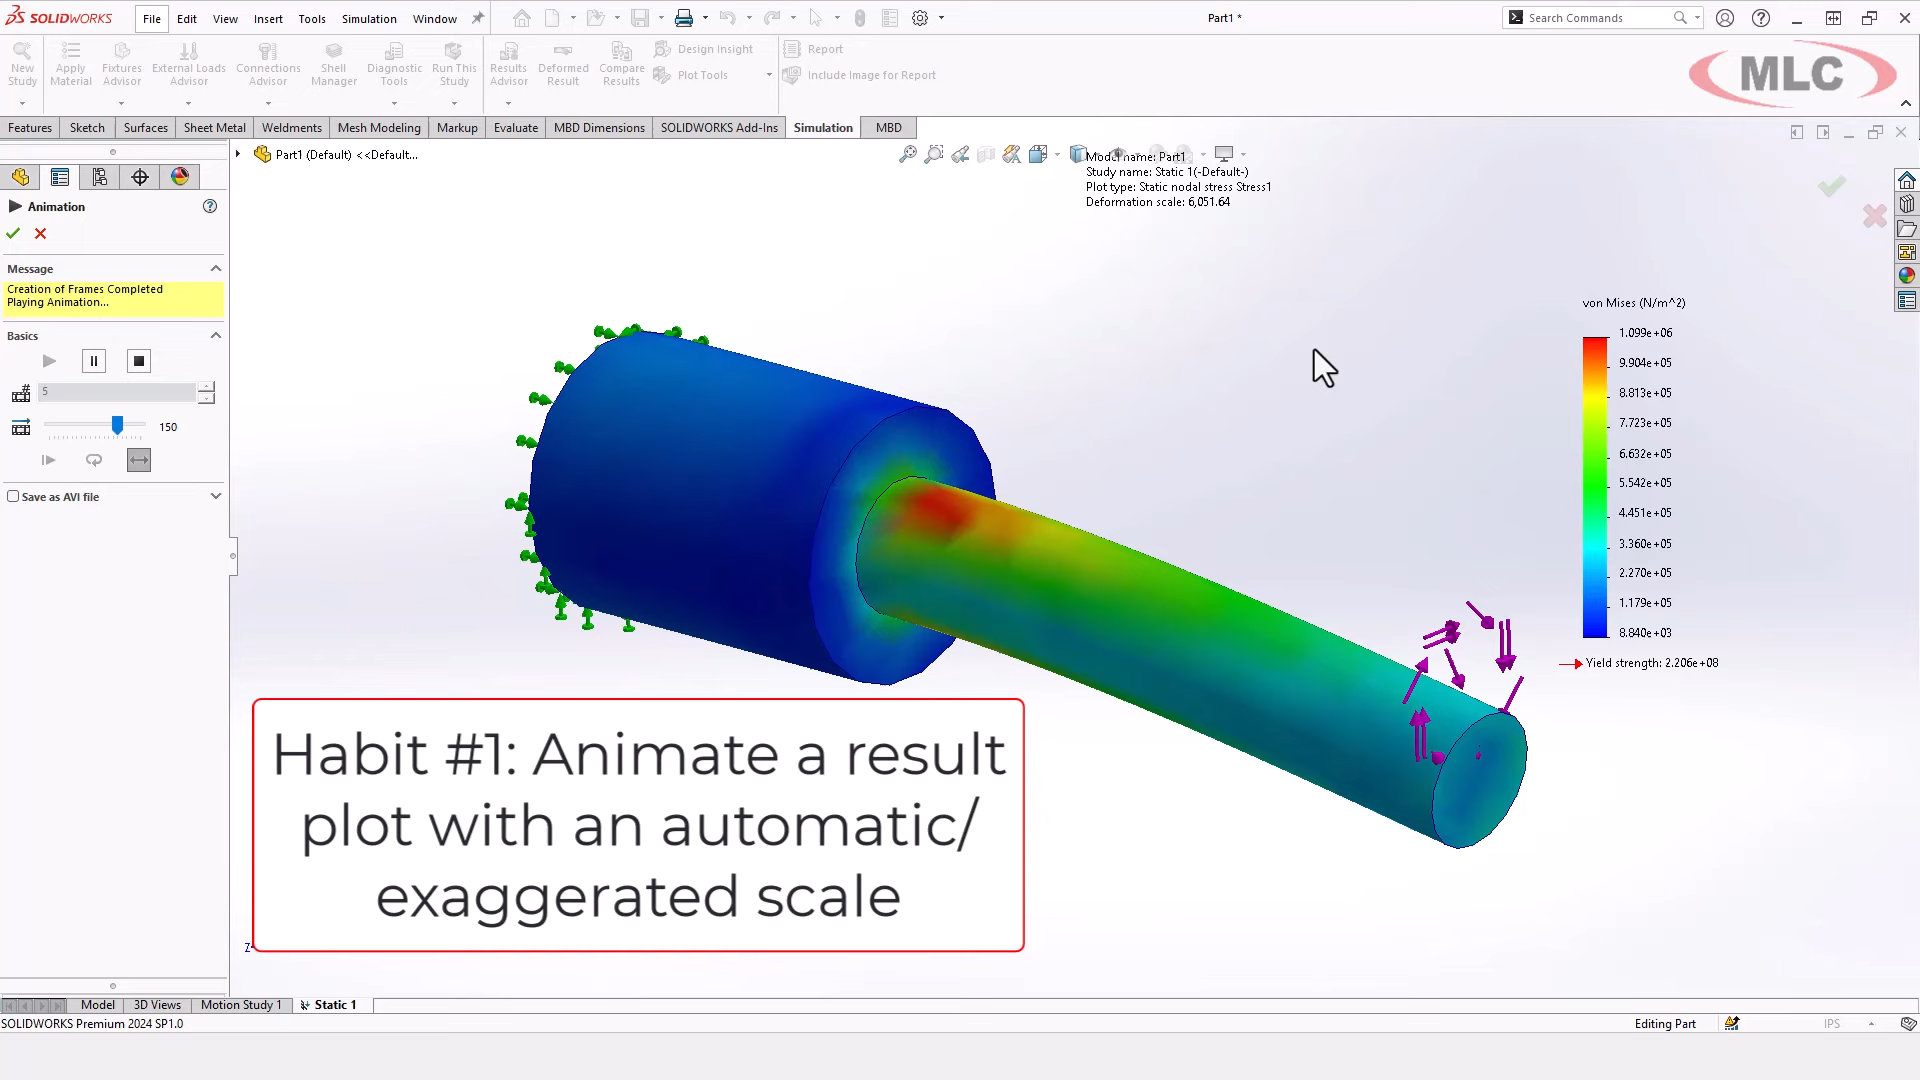 SOLIDWORKS
File Edit View Insert Tools Simulation Window
Part1 *
Search Commands
New Study
Apply Material
Fixtures Advisor
External Loads Advisor
Connections Advisor
Shell Manager
Diagnostic Tools
Run This Study
Results Advisor
Deformed Result
Compare Results
Design Insight
Plot Tools
Report
Include Image for Report
MLC
Features Sketch Surfaces Sheet Metal Weldments Mesh Modeling Markup Evaluate MBD Dimensions SOLIDWORKS Add-Ins Simulation MBD
Part1 (Default) <<Default...
Model name: Part1
Study name: Static 1(-Default-)
Plot type: Static nodal stress Stress1
Deformation scale: 6,051.64
Animation
Message
Creation of Frames Completed
Playing Animation...
Basics
5
150
Save as AVI file
von Mises (N/m^2)
1.099e+06
9.904e+05
8.813e+05
7.723e+05
6.632e+05
5.542e+05
4.451e+05
3.360e+05
2.270e+05
1.179e+05
8.840e+03
Yield strength: 2.206e+08
Habit #1: Animate a result
plot with an automatic/
exaggerated scale
Z
Model 3D Views Motion Study 1 Static 1
SOLIDWORKS Premium 2024 SP1.0
Editing Part
IPS